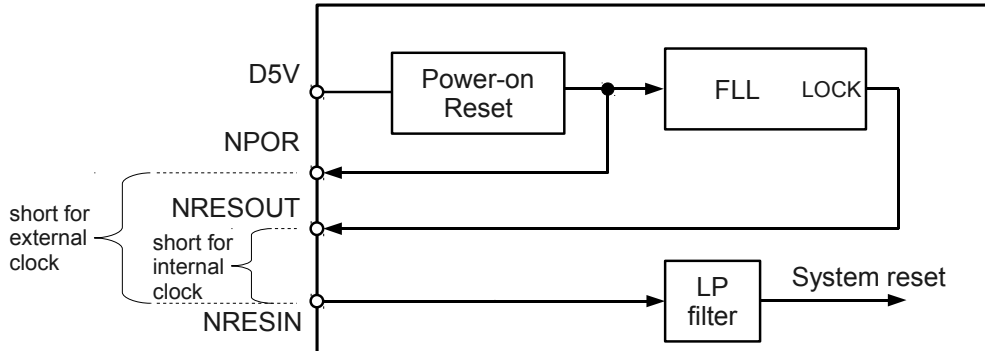 D5V
Power-on
Reset
FLL
LOCK
NPOR
NRESOUT
short for
external
clock
short for
internal
clock
NRESIN
LP
filter
System reset